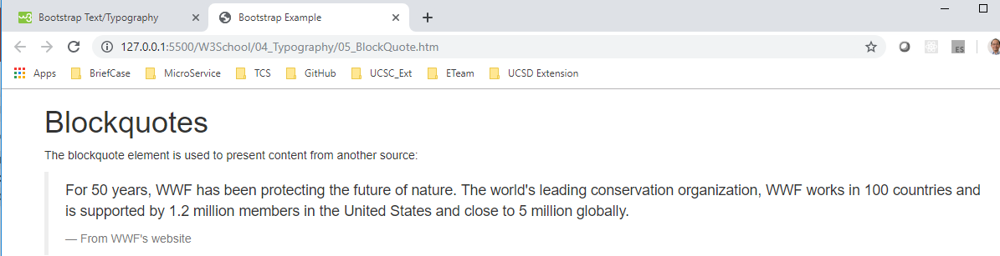 w3 Bootstrap Text/Typography Bootstrap Example
127.0.0.1:5500/W3School/04_Typography/05_BlockQuote.htm ES
Apps BriefCase MicroService TCS GitHub UCSC_Ext ETeam UCSD Extension
Blockquotes
The blockquote element is used to present content from another source:
For 50 years, WWF has been protecting the future of nature. The world's leading conservation organization, WWF works in 100 countries and
is supported by 1.2 million members in the United States and close to 5 million globally.
— From WWF's website